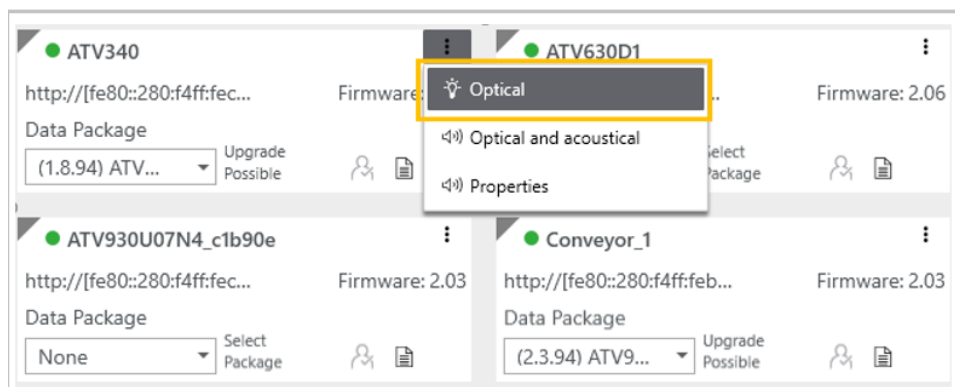 ATV340
http://[fe80::280:f4ff:fec...
Firmware:
Data Package
(1.8.94) ATV...
Upgrade
Possible
Optical
Optical and acoustical
Properties
ATV630D1
..
Firmware: 2.06
Select
Package
ATV930U07N4_c1b90e
http://[fe80::280:f4ff:fec...
Firmware: 2.03
Data Package
None
Select
Package
Conveyor_1
http://[fe80::280:f4ff:feb...
Firmware: 2.03
Data Package
(2.3.94) ATV9...
Upgrade
Possible